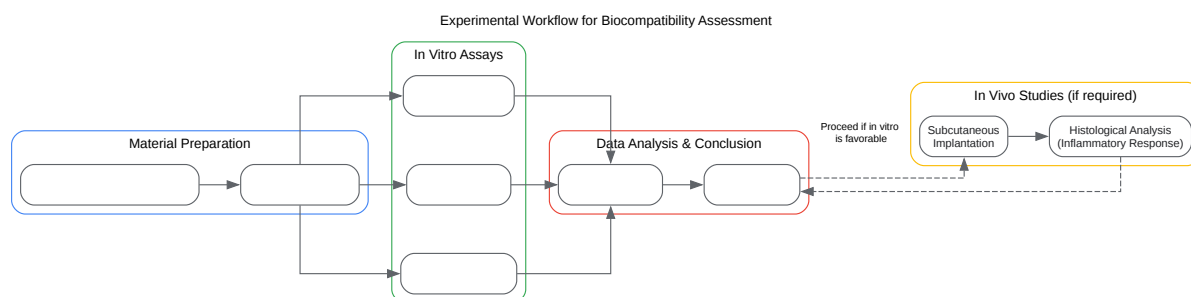 Experimental Workflow for Biocompatibility Assessment
In Vitro Assays
In Vivo Studies (if required)
Material Preparation
Data Analysis & Conclusion
Proceed if in vitro
is favorable
Subcutaneous
Implantation
Histological Analysis
(Inflammatory Response)